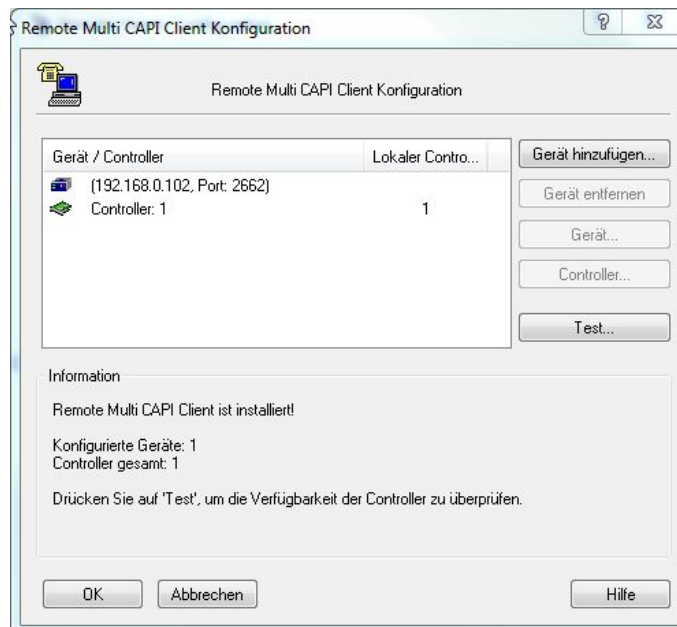 Remote Multi CAPI Client Konfiguration
Remote Multi CAPI Client Konfiguration
Gerät / Controller Lokaler Contro...
(192.168.0.102, Port: 2662)
Controller: 1 1
Gerät hinzufügen...
Gerät entfernen
Gerät...
Controller...
Test...
Information
Remote Multi CAPI Client ist installiert!
Konfigurierte Geräte: 1
Controller gesamt: 1
Drücken Sie auf 'Test', um die Verfügbarkeit der Controller zu überprüfen.
OK Abbrechen Hilfe